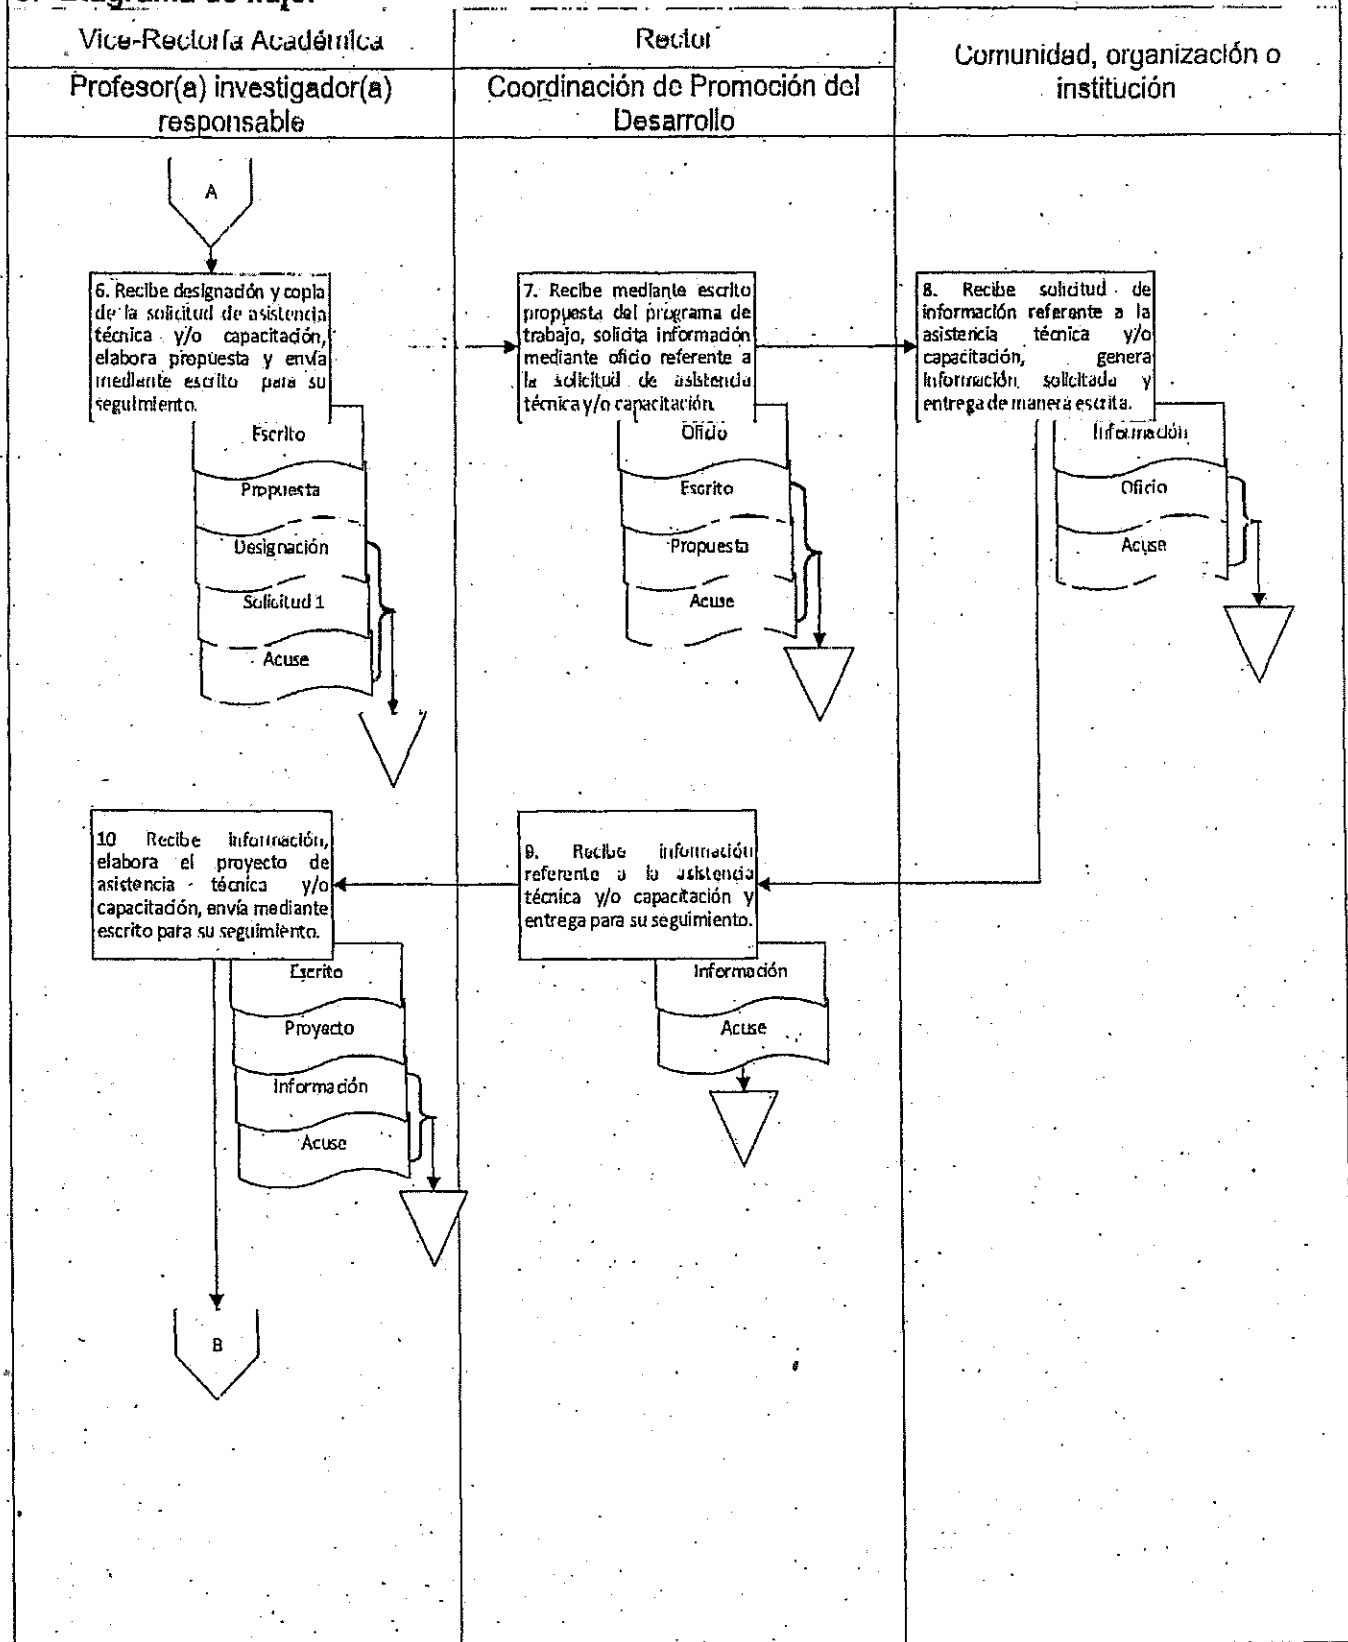 Diagrama de flujo.
Vice-Rectoría Académica
Rector
Comunidad, organización o
institución
Profesor(a) investigador(a)
responsable
Coordinación de Promoción del
Desarrollo
A
6. Recibe designación y copia
de la solicitud de asistencia
técnica y/o capacitación,
elabora propuesta y envía
mediante escrito para su
seguimiento.
Escrito
Propuesta
Designación
Solicitud 1
Acuse
7. Recibe mediante escrito
propuesta del programa de
trabajo, solicita información
mediante oficio referente a
la solicitud de asistencia
técnica y/o capacitación.
Oficio
Escrito
Propuesta
Acuse
8. Recibe solicitud de
información referente a la
asistencia técnica y/o
capacitación, genera
información solicitada y
entrega de manera escrita.
Información
Oficio
Acuse
10 Recibe información,
elabora el proyecto de
asistencia técnica y/o
capacitación, envía mediante
escrito para su seguimiento.
Escrito
Proyecto
Información
Acuse
9. Recibe información
referente a la asistencia
técnica y/o capacitación y
entrega para su seguimiento.
Información
Acuse
B